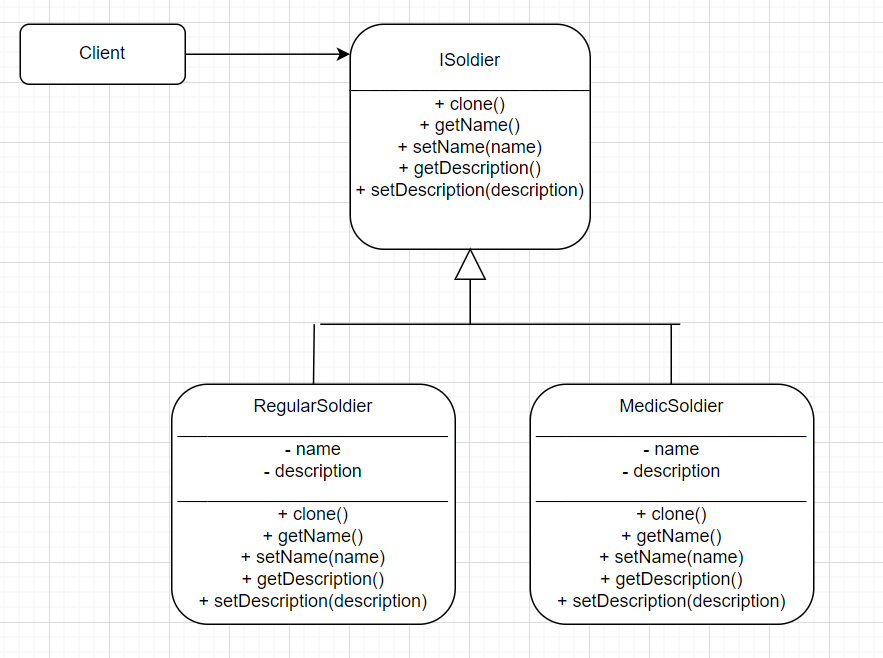 Client
ISoldier
+ clone()
+ getName()
+ setName(name)
+ getDescription()
+ setDescription(description)
RegularSoldier
- name
- description
+ clone()
+ getName()
+ setName(name)
+ getDescription()
+ setDescription(description)
MedicSoldier
- name
- description
+ clone()
+ getName()
+ setName(name)
+ getDescription()
+ setDescription(description)